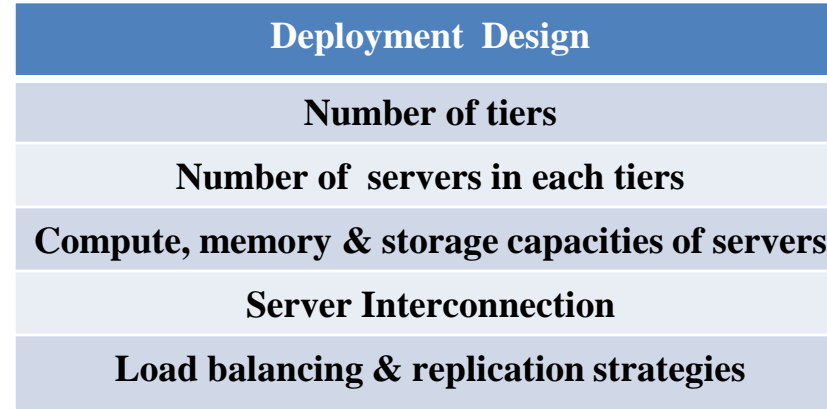 Deployment Design
Number of tiers
Number of servers in each tiers
Compute, memory & storage capacities of servers
Server Interconnection
Load balancing & replication strategies